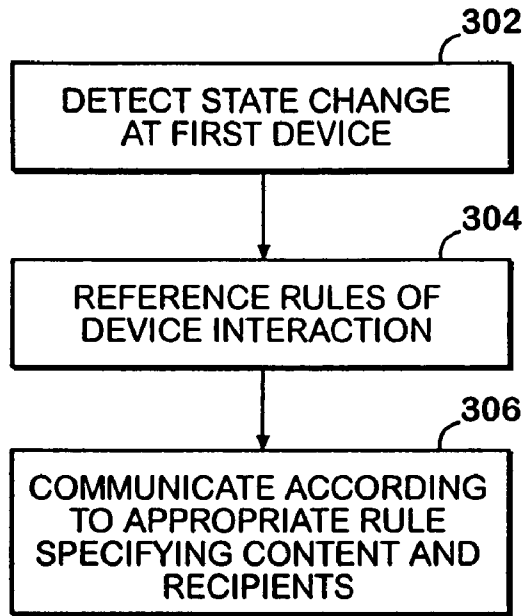 302
DETECT STATE CHANGE
AT FIRST DEVICE
304
REFERENCE RULES OF
DEVICE INTERACTION
306
COMMUNICATE ACCORDING
TO APPROPRIATE RULE
SPECIFYING CONTENT AND
RECIPIENTS